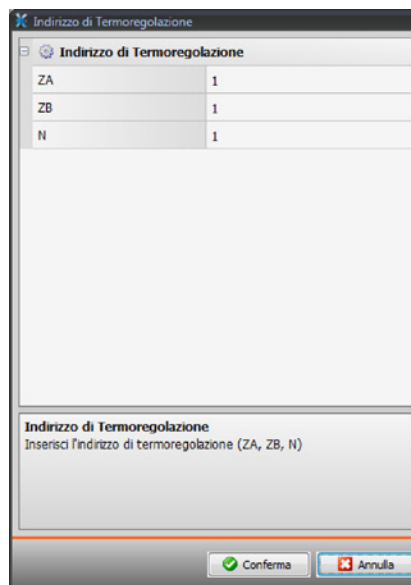 Indirizzo di Termoregolazione
Indirizzo di Termoregolazione
ZA 1
ZB 1
N 1
Indirizzo di Termoregolazione
Inserisci l'indirizzo di termoregolazione (ZA, ZB, N)
Conferma Annulla